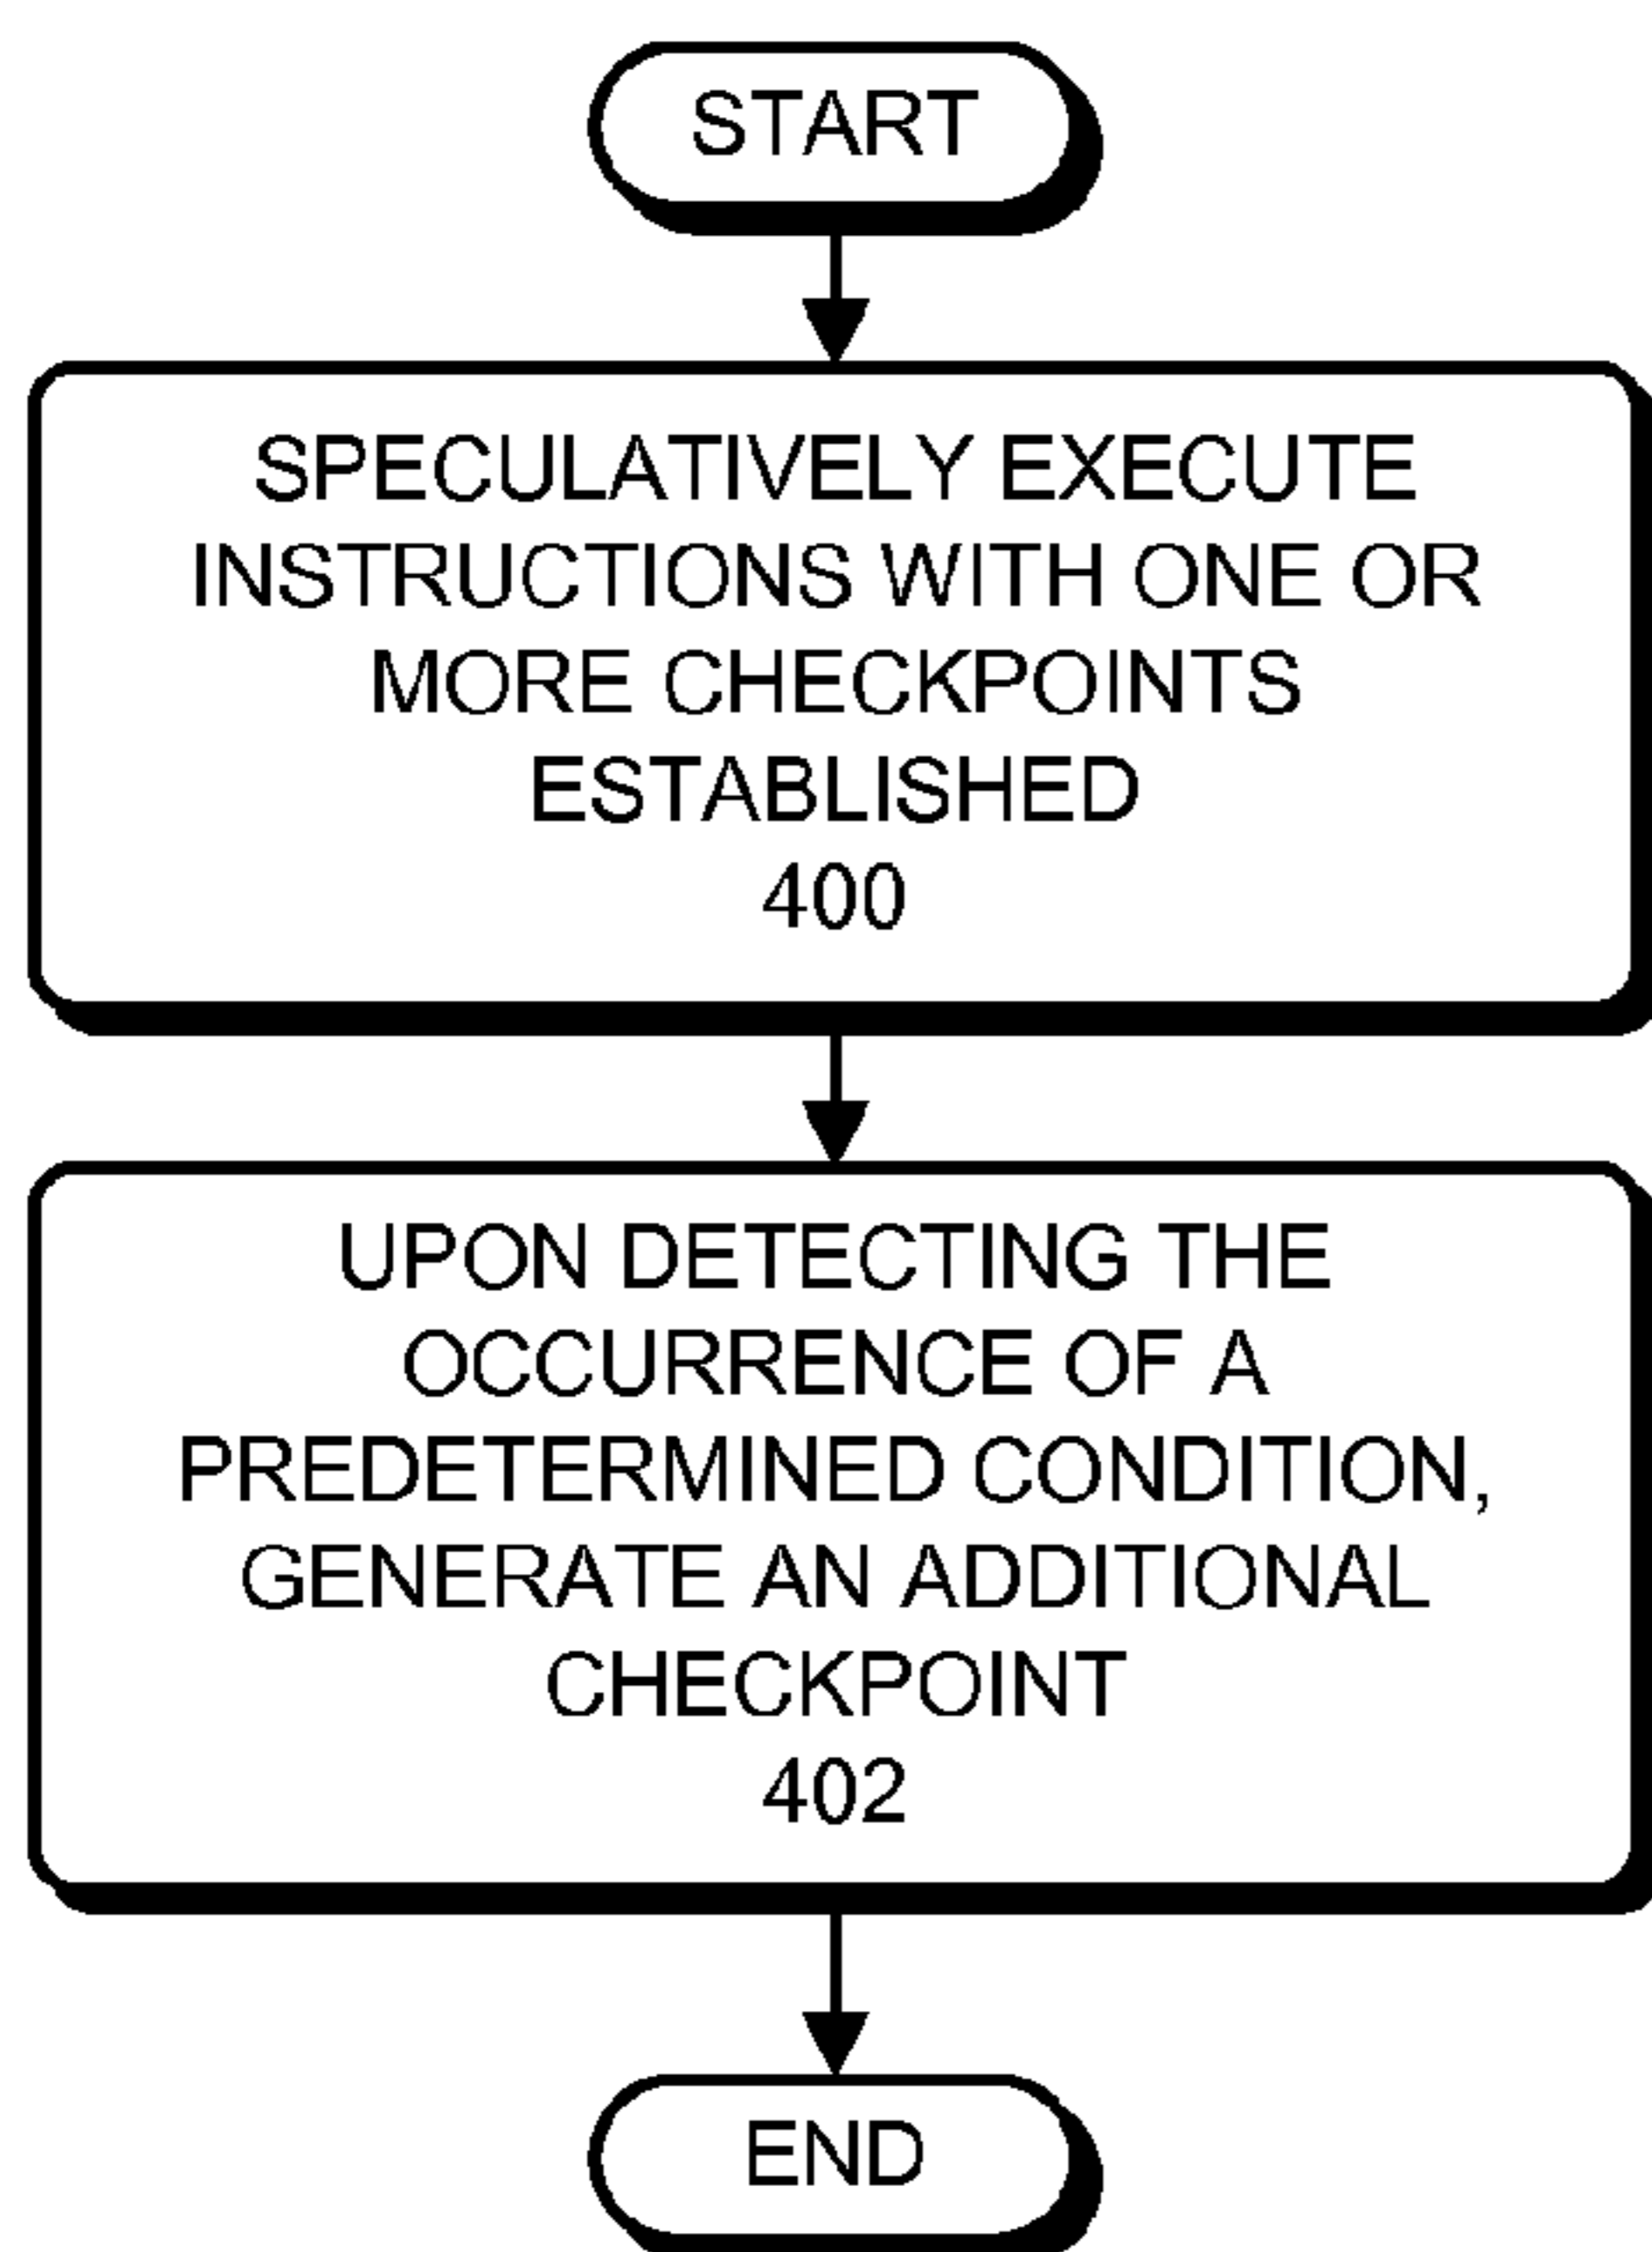 START
SPECULATIVELY EXECUTE
INSTRUCTIONS WITH ONE OR
MORE CHECKPOINTS
ESTABLISHED
400
UPON DETECTING THE
OCCURRENCE OF A
PREDETERMINED CONDITION,
GENERATE AN ADDITIONAL
CHECKPOINT
402
END